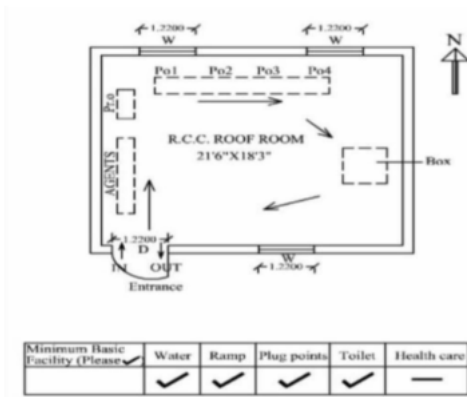 1.2200
W
1.2200
W
N
Po1 Po2 Po3 Po4
Pr.o
R.C.C. ROOF ROOM
21'6"X18'3"
AGENTS
Box
1.2200
D
IN OUT
Entrance
W
1.2200
Minimum Basic Facility (Please ✓)
Water
Ramp
Plug points
Toilet
Health care
✓ ✓ ✓ ✓ —